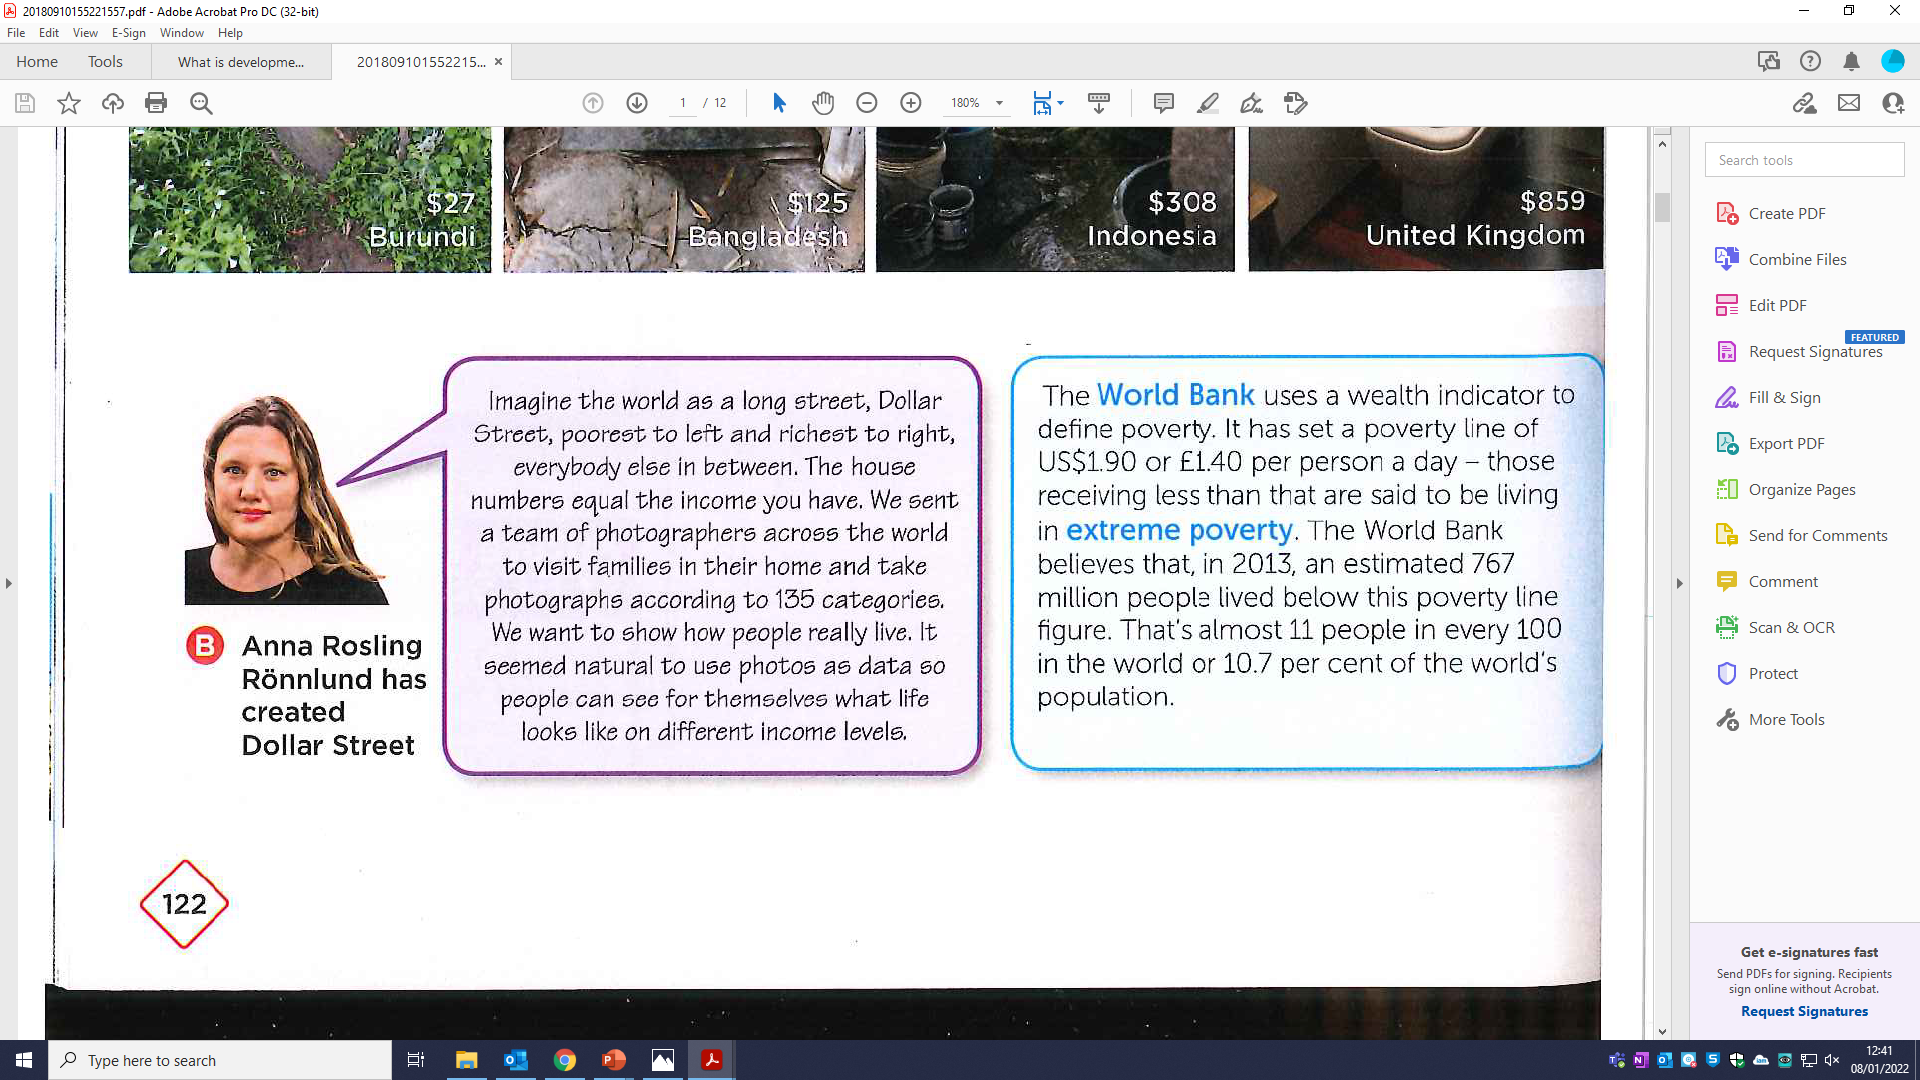 20180910155221557.pdf - Adobe Acrobat Pro DC (32-bit)
File Edit View E-Sign Window Help
Home Tools What is developme... 201809101552215... ×
1 / 12 180%
$27
Burundi
$125
Bangladesh
$308
Indonesia
$859
United Kingdom
Imagine the world as a long street, Dollar
Street, poorest to left and richest to right,
everybody else in between. The house
numbers equal the income you have. We sent
a team of photographers across the world
to visit families in their home and take
photographs according to 135 categories.
We want to show how people really live. It
seemed natural to use photos as data so
people can see for themselves what life
looks like on different income levels.
B Anna Rosling
Rönnlund has
created
Dollar Street
The World Bank uses a wealth indicator to
define poverty. It has set a poverty line of
US$1.90 or £1.40 per person a day – those
receiving less than that are said to be living
in extreme poverty. The World Bank
believes that, in 2013, an estimated 767
million people lived below this poverty line
figure. That's almost 11 people in every 100
in the world or 10.7 per cent of the world's
population.
122
Search tools
Create PDF
Combine Files
Edit PDF
FEATURED
Request Signatures
Fill & Sign
Export PDF
Organize Pages
Send for Comments
Comment
Scan & OCR
Protect
More Tools
Get e-signatures fast
Send PDFs for signing. Recipients
sign online without Acrobat.
Request Signatures
Type here to search
12:41
08/01/2022